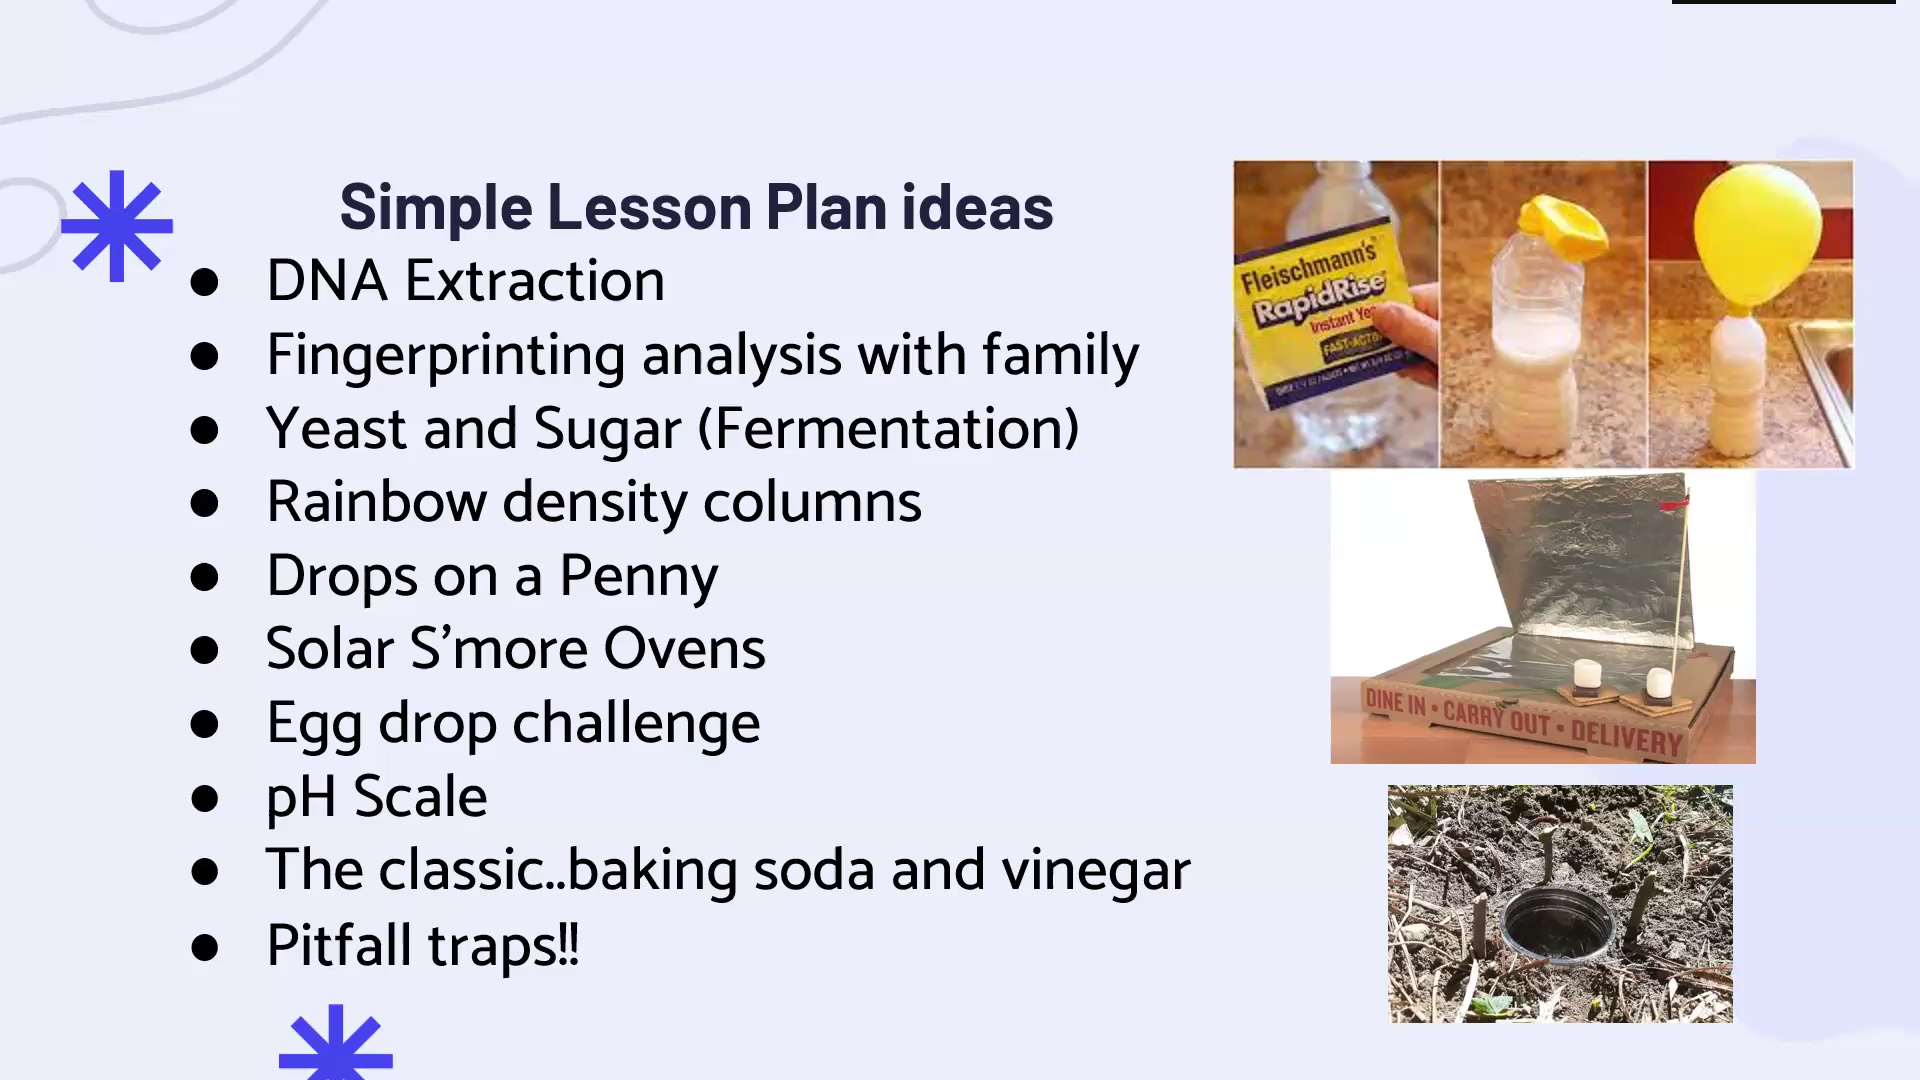 Simple Lesson Plan ideas
● DNA Extraction
● Fingerprinting analysis with family
● Yeast and Sugar (Fermentation)
● Rainbow density columns
● Drops on a Penny
● Solar S’more Ovens
● Egg drop challenge
● pH Scale
● The classic..baking soda and vinegar
● Pitfall traps!!
Fleischmann's
RapidRise
Instant
DINE IN • CARRY OUT • DELIVERY